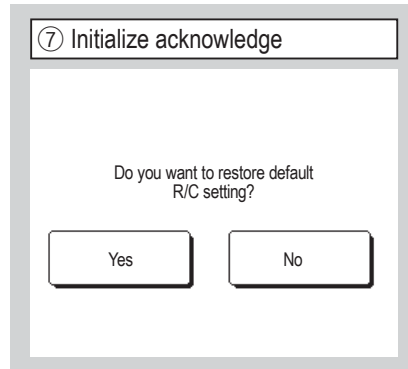 ⑦ Initialize acknowledge
Do you want to restore default
R/C setting?
Yes
No